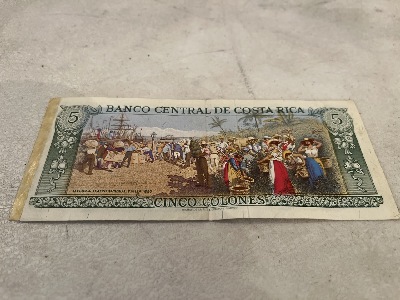 BANCO CENTRAL DE COSTA RICA
5 5
CINCO COLONES